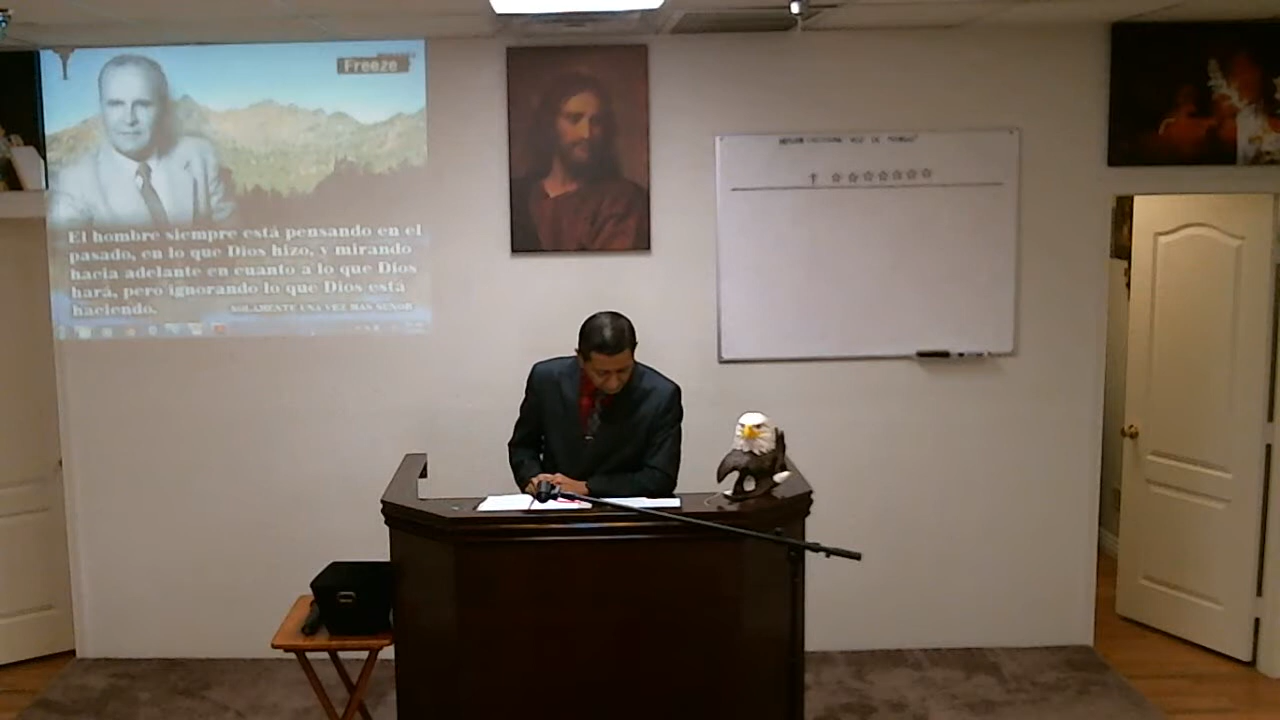 Freeze
El hombre siempre está pensando en el
pasado, en lo que Dios hizo, y mirando
hacia adelante en cuanto a lo que Dios
hará, pero ignorando lo que Dios está
haciendo.
SOLAMENTE UNA VEZ MAS SEÑOR